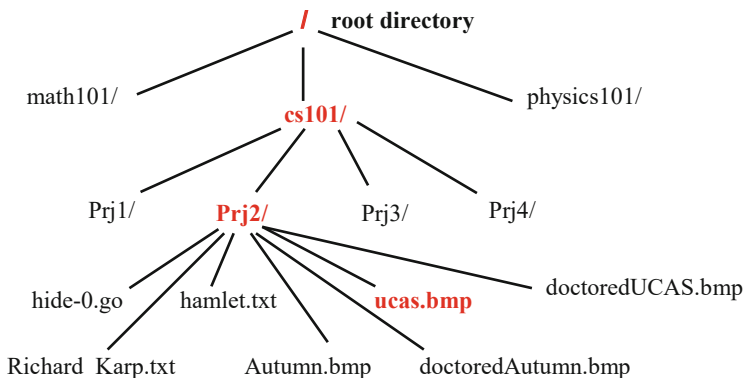 / root directory
math101/
physics101/
cs101/
Prj1/
Prj2/
Prj3/
Prj4/
hide-0.go
hamlet.txt
ucas.bmp
doctoredUCAS.bmp
Richard Karp.txt
Autumn.bmp
doctoredAutumn.bmp